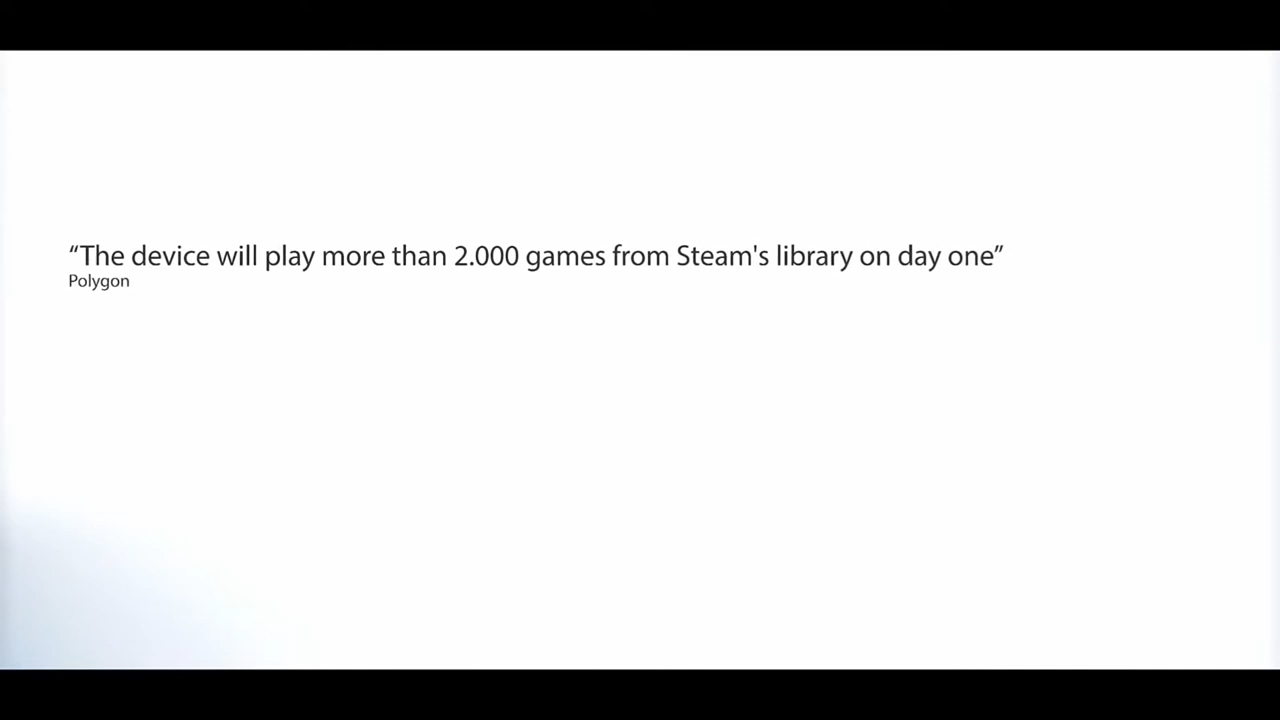 “The device will play more than 2.000 games from Steam's library on day one”
Polygon